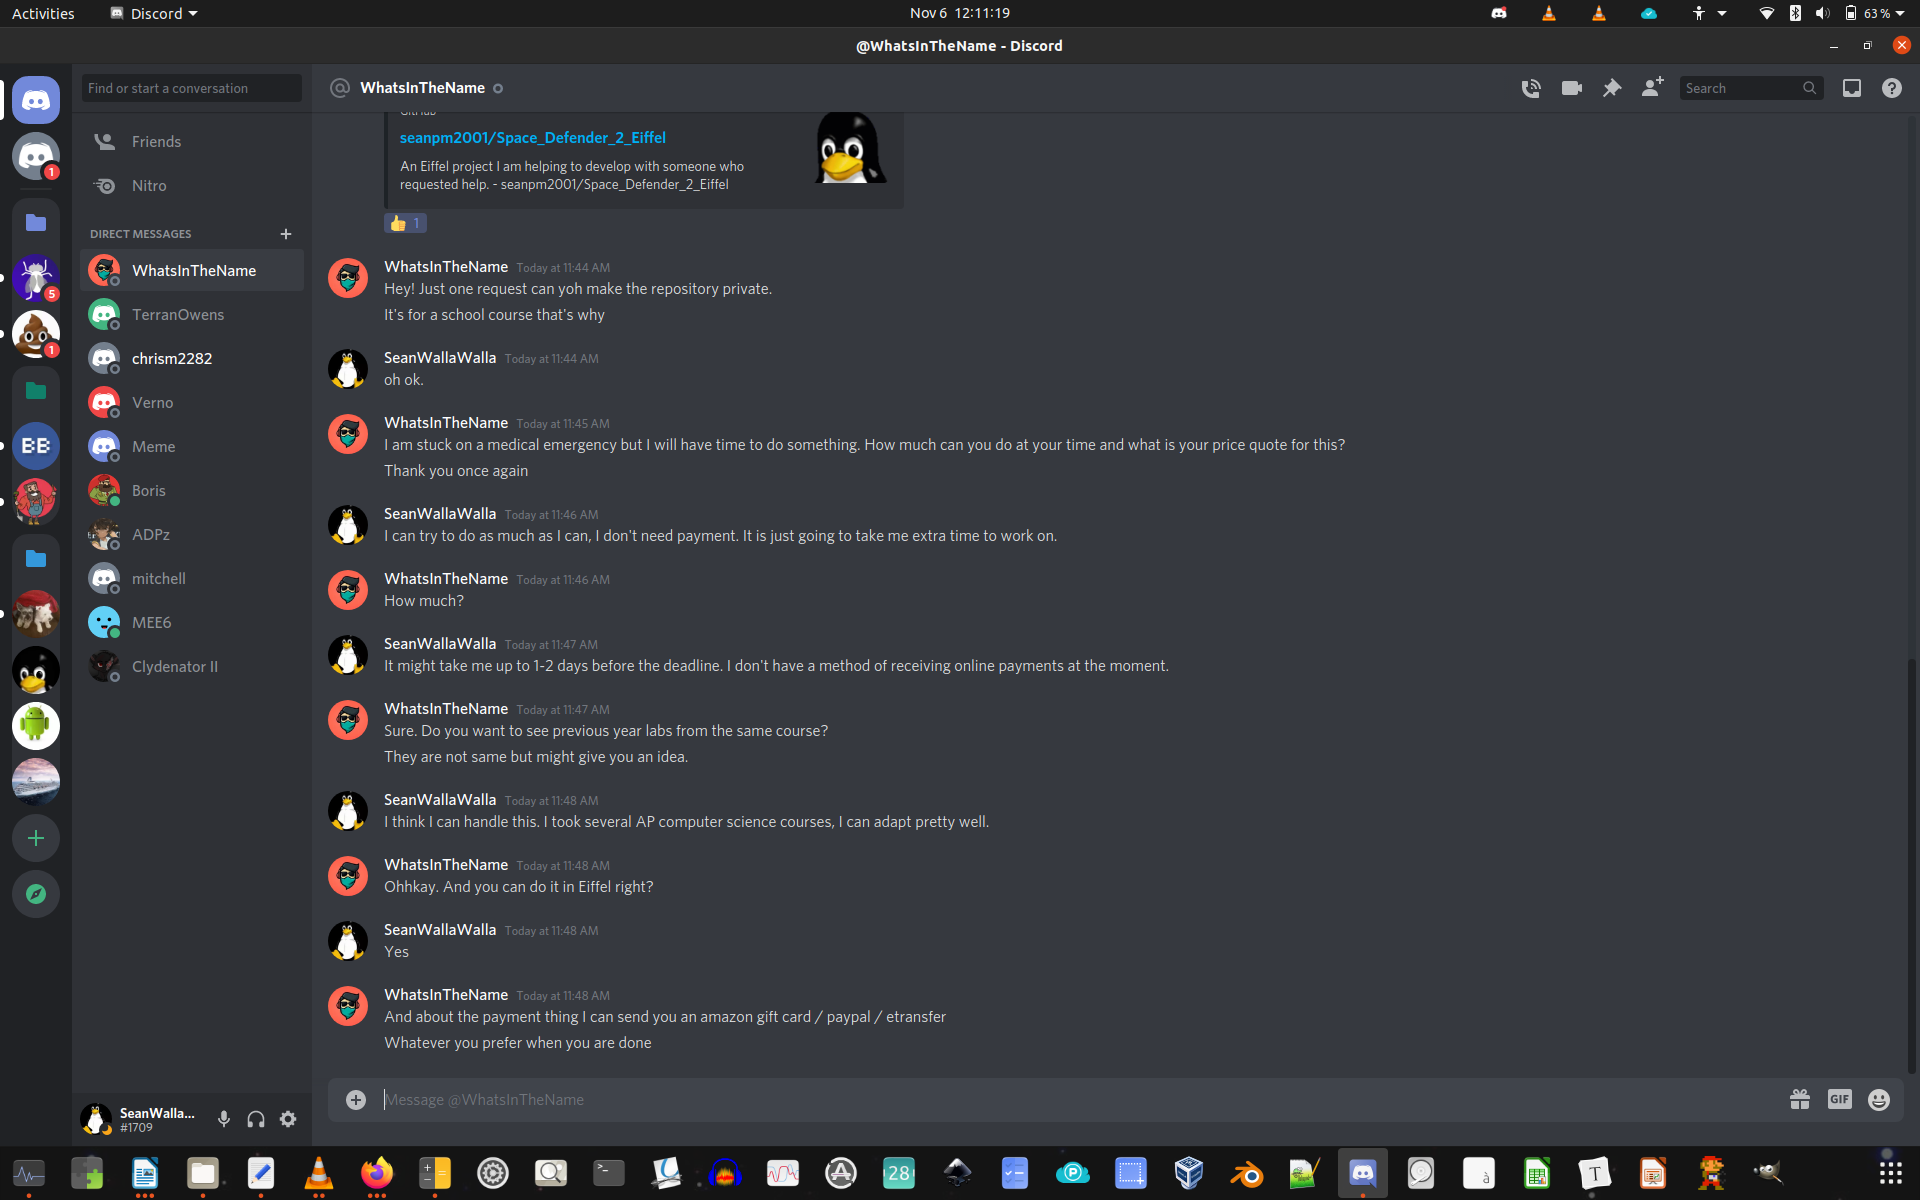 Activities
Discord
Nov 6 12:11:19
63 %
@WhatsInTheName - Discord
Find or start a conversation
WhatsInTheName
Search
Friends
Nitro
DIRECT MESSAGES
WhatsInTheName
TerranOwens
chrism2282
Verno
Meme
Boris
ADPz
mitchell
MEE6
Clydenator II
1
5
1
BB
GitHub
seanpm2001/Space_Defender_2_Eiffel
An Eiffel project I am helping to develop with someone who
requested help. - seanpm2001/Space_Defender_2_Eiffel
1
WhatsInTheName Today at 11:44 AM
Hey! Just one request can yoh make the repository private.
It's for a school course that's why
SeanWallaWalla Today at 11:44 AM
oh ok.
WhatsInTheName Today at 11:45 AM
I am stuck on a medical emergency but I will have time to do something. How much can you do at your time and what is your price quote for this?
Thank you once again
SeanWallaWalla Today at 11:46 AM
I can try to do as much as I can, I don't need payment. It is just going to take me extra time to work on.
WhatsInTheName Today at 11:46 AM
How much?
SeanWallaWalla Today at 11:47 AM
It might take me up to 1-2 days before the deadline. I don't have a method of receiving online payments at the moment.
WhatsInTheName Today at 11:47 AM
Sure. Do you want to see previous year labs from the same course?
They are not same but might give you an idea.
SeanWallaWalla Today at 11:48 AM
I think I can handle this. I took several AP computer science courses, I can adapt pretty well.
WhatsInTheName Today at 11:48 AM
Ohhkay. And you can do it in Eiffel right?
SeanWallaWalla Today at 11:48 AM
Yes
WhatsInTheName Today at 11:48 AM
And about the payment thing I can send you an amazon gift card / paypal / etransfer
Whatever you prefer when you are done
Message @WhatsInTheName
GIF
SeanWalla...
#1709
28
P
T
à